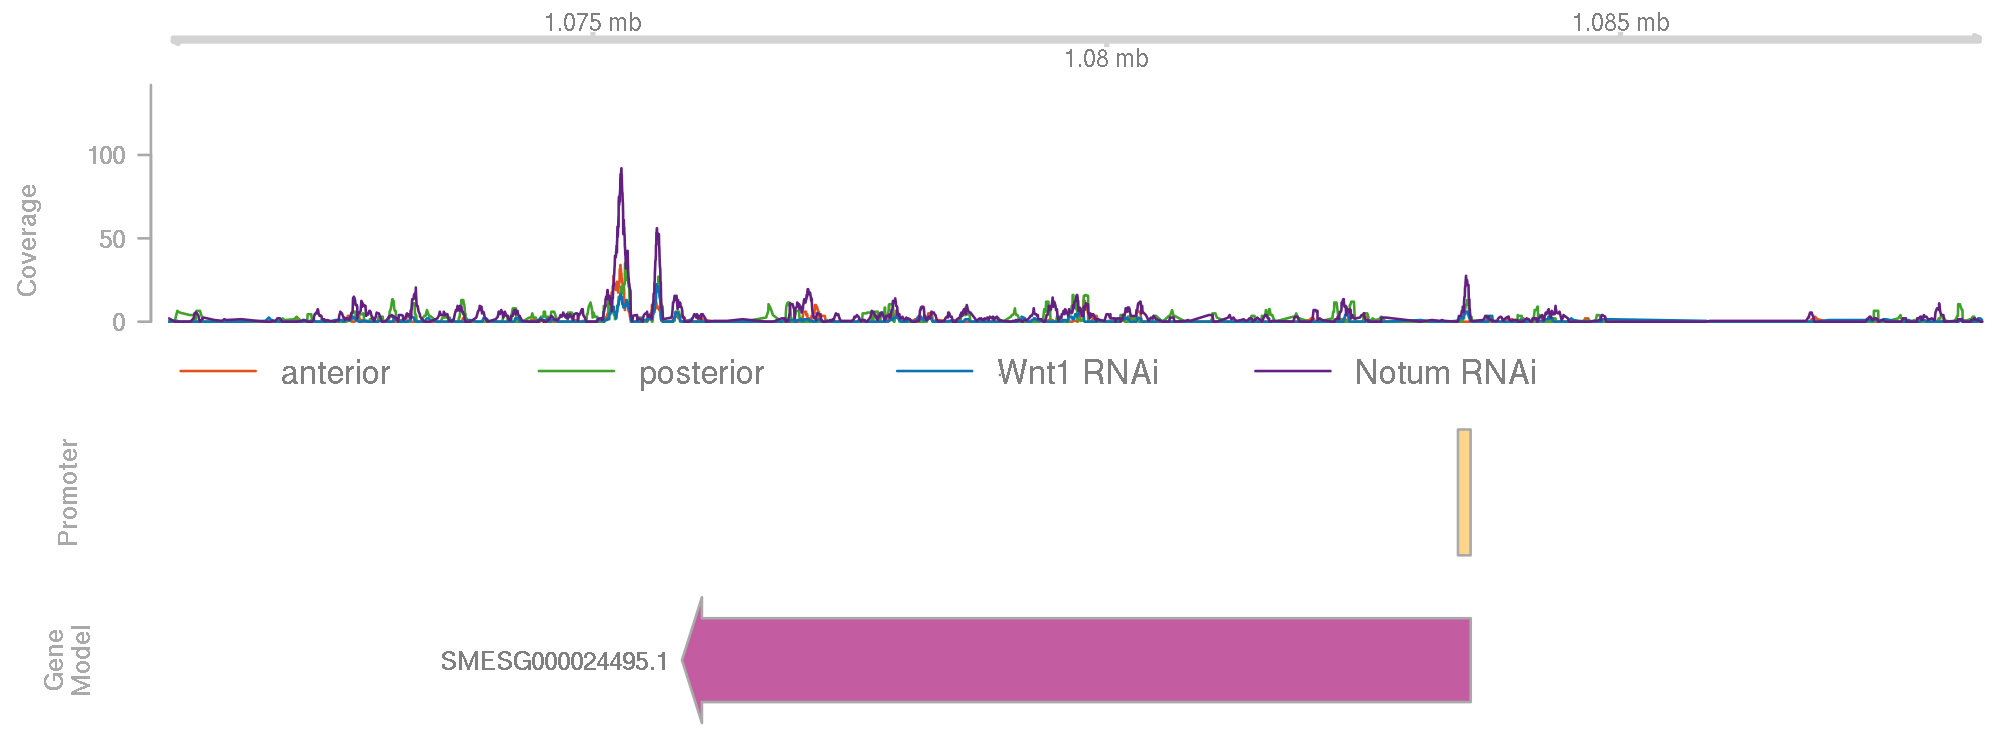 1.075 mb
1.085 mb
1.08 mb
Coverage
100
50
0
anterior
posterior
Wnt1 RNAi
Notum RNAi
Promoter
Gene
Model
SMESG000024495.1